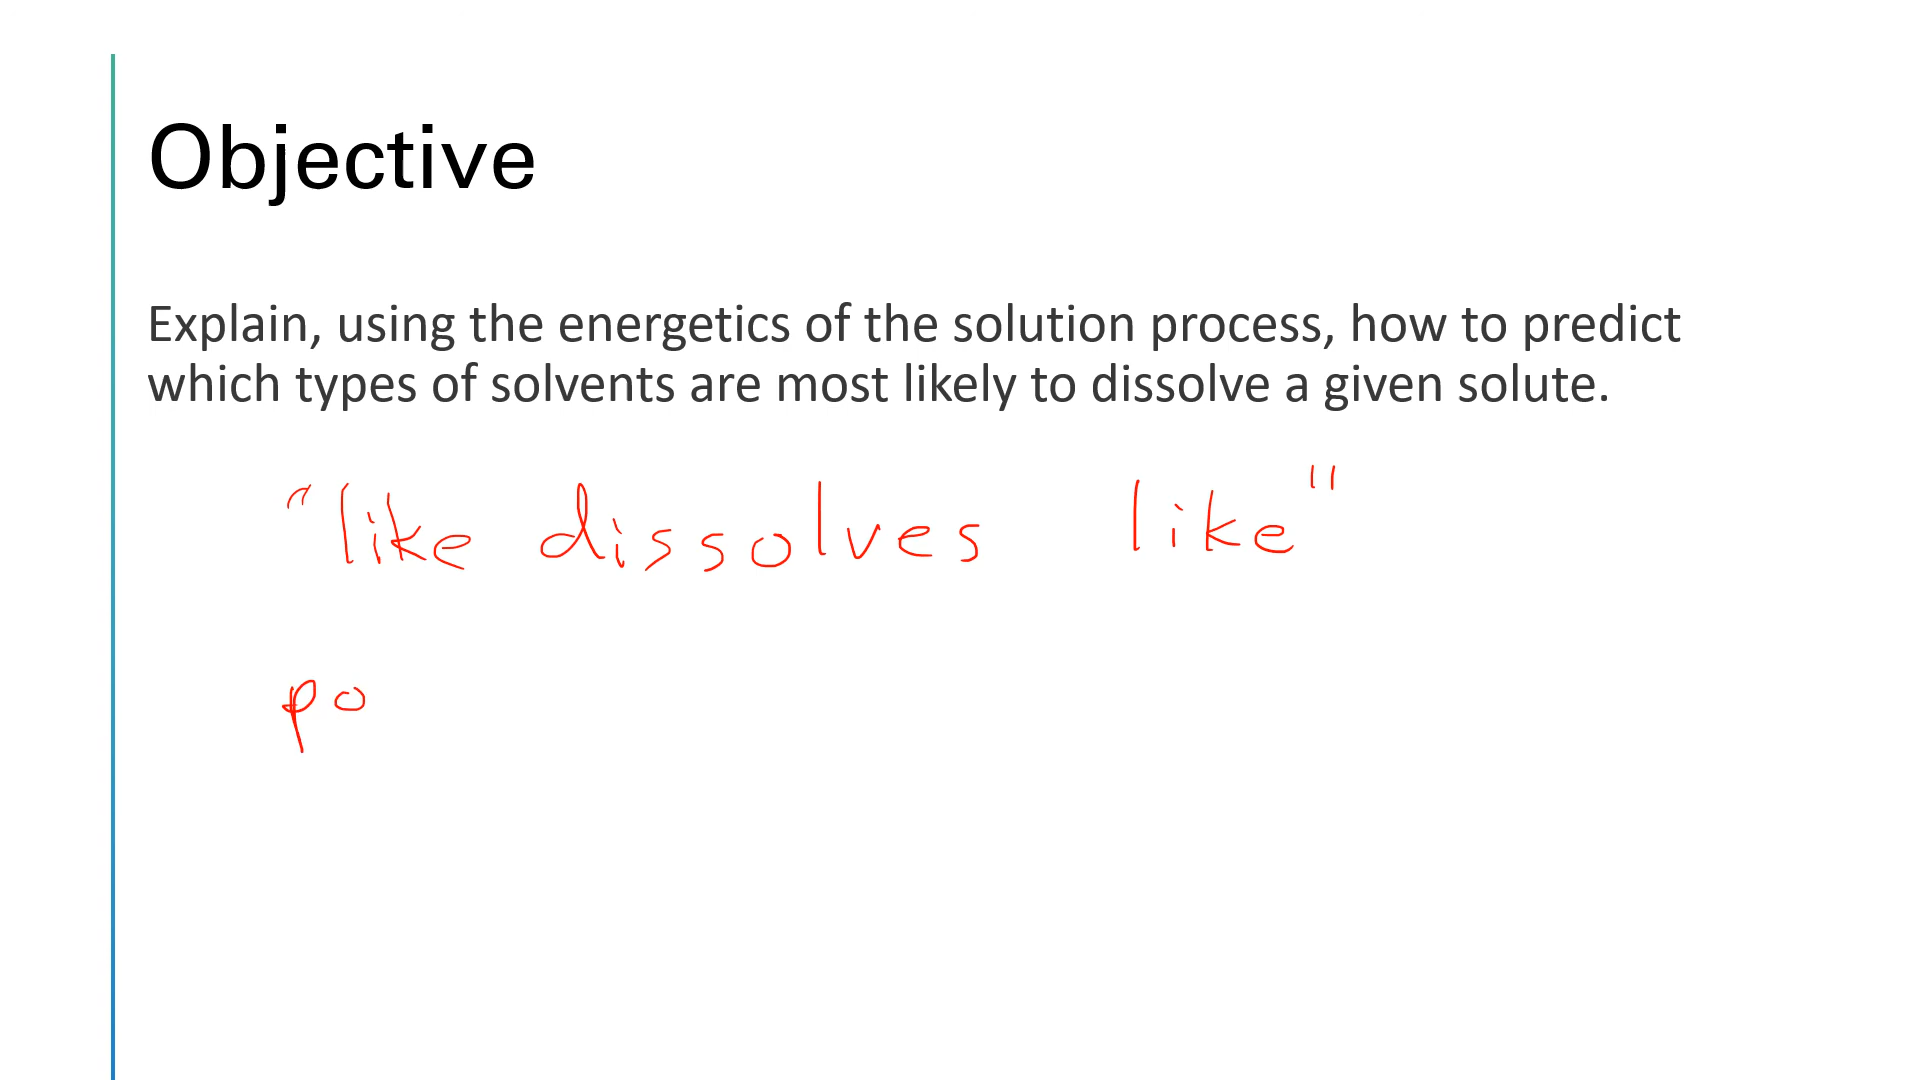 Objective
Explain, using the energetics of the solution process, how to predict
which types of solvents are most likely to dissolve a given solute.
"like dissolves like"
po